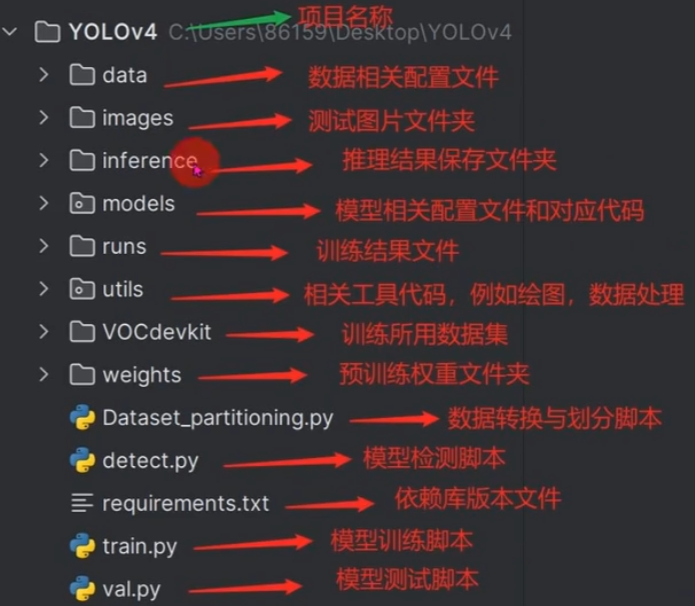 YOLOv4 C:\Users\86159\Desktop\YOLOv4 项目名称
data 数据相关配置文件
images 测试图片文件夹
inference 推理结果保存文件夹
models 模型相关配置文件和对应代码
runs 训练结果文件
utils 相关工具代码，例如绘图，数据处理
VOCdevkit 训练所用数据集
weights 预训练权重文件夹
Dataset_partitioning.py 数据转换与划分脚本
detect.py 模型检测脚本
requirements.txt 依赖库版本文件
train.py 模型训练脚本
val.py 模型测试脚本